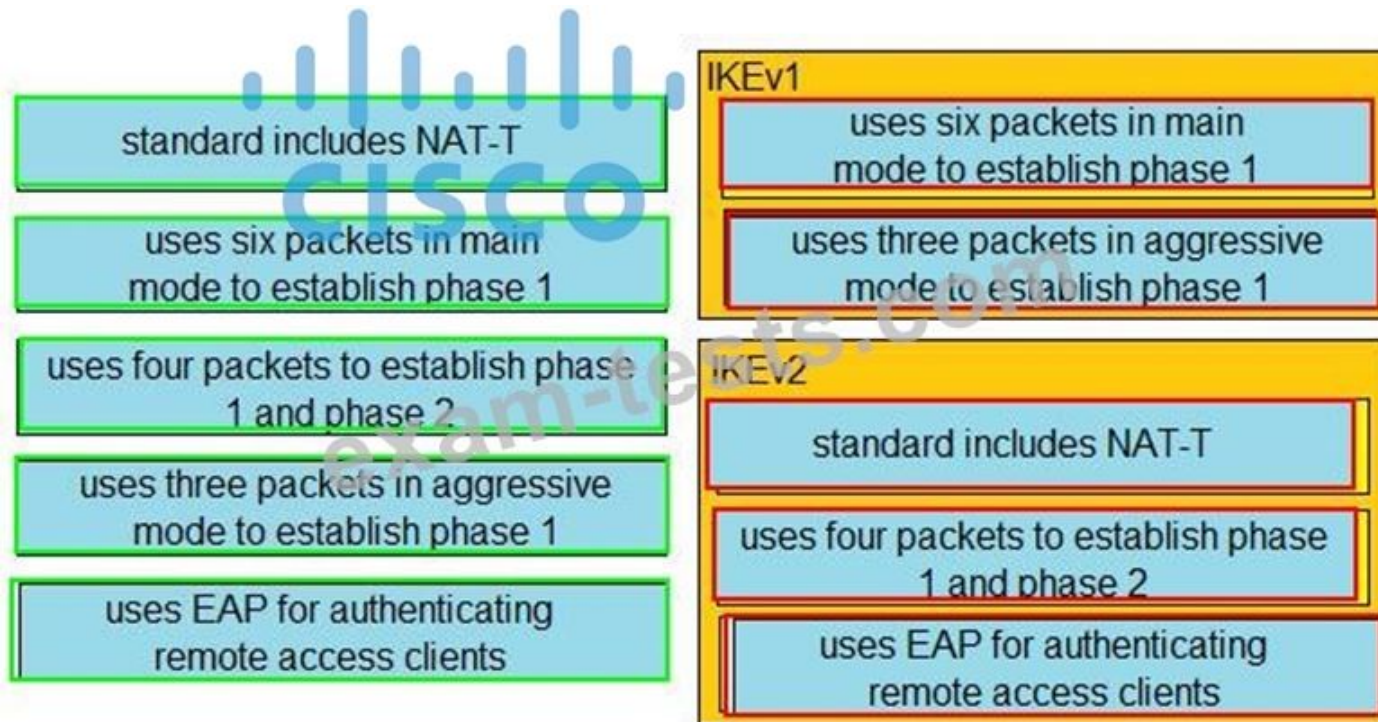 CISCO
standard includes NAT-T
uses six packets in main
mode to establish phase 1
uses four packets to establish phase
1 and phase 2
uses three packets in aggressive
mode to establish phase 1
uses EAP for authenticating
remote access clients
IKEv1
uses six packets in main
mode to establish phase 1
uses three packets in aggressive
mode to establish phase 1
IKEv2
standard includes NAT-T
uses four packets to establish phase
1 and phase 2
uses EAP for authenticating
remote access clients
exam-tests.com